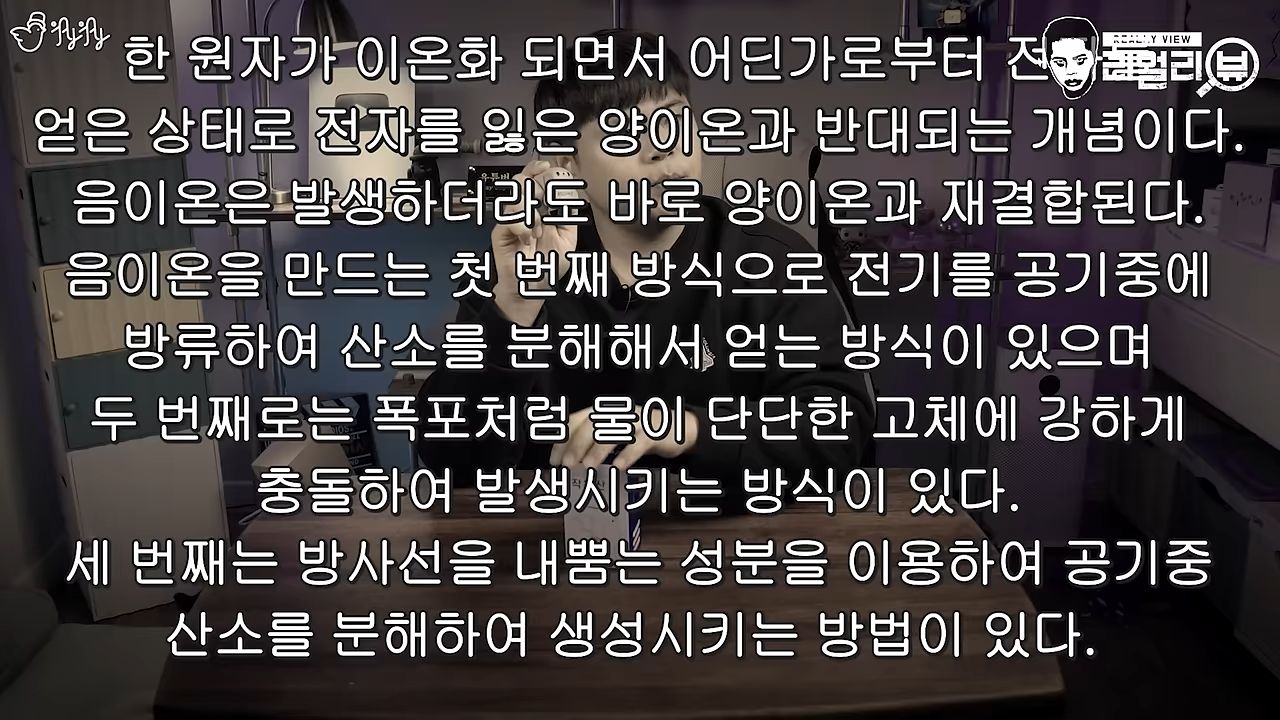 REALLY VIEW
리얼리뷰
한 원자가 이온화 되면서 어딘가로부터
얻은 상태로 전자를 잃은 양이온과 반대되는 개념이다.
음이온은 발생하더라도 바로 양이온과 재결합된다.
음이온을 만드는 첫 번째 방식으로 전기를 공기중에
방류하여 산소를 분해해서 얻는 방식이 있으며
두 번째로는 폭포처럼 물이 단단한 고체에 강하게
충돌하여 발생시키는 방식이 있다.
세 번째는 방사선을 내뿜는 성분을 이용하여 공기중
산소를 분해하여 생성시키는 방법이 있다.